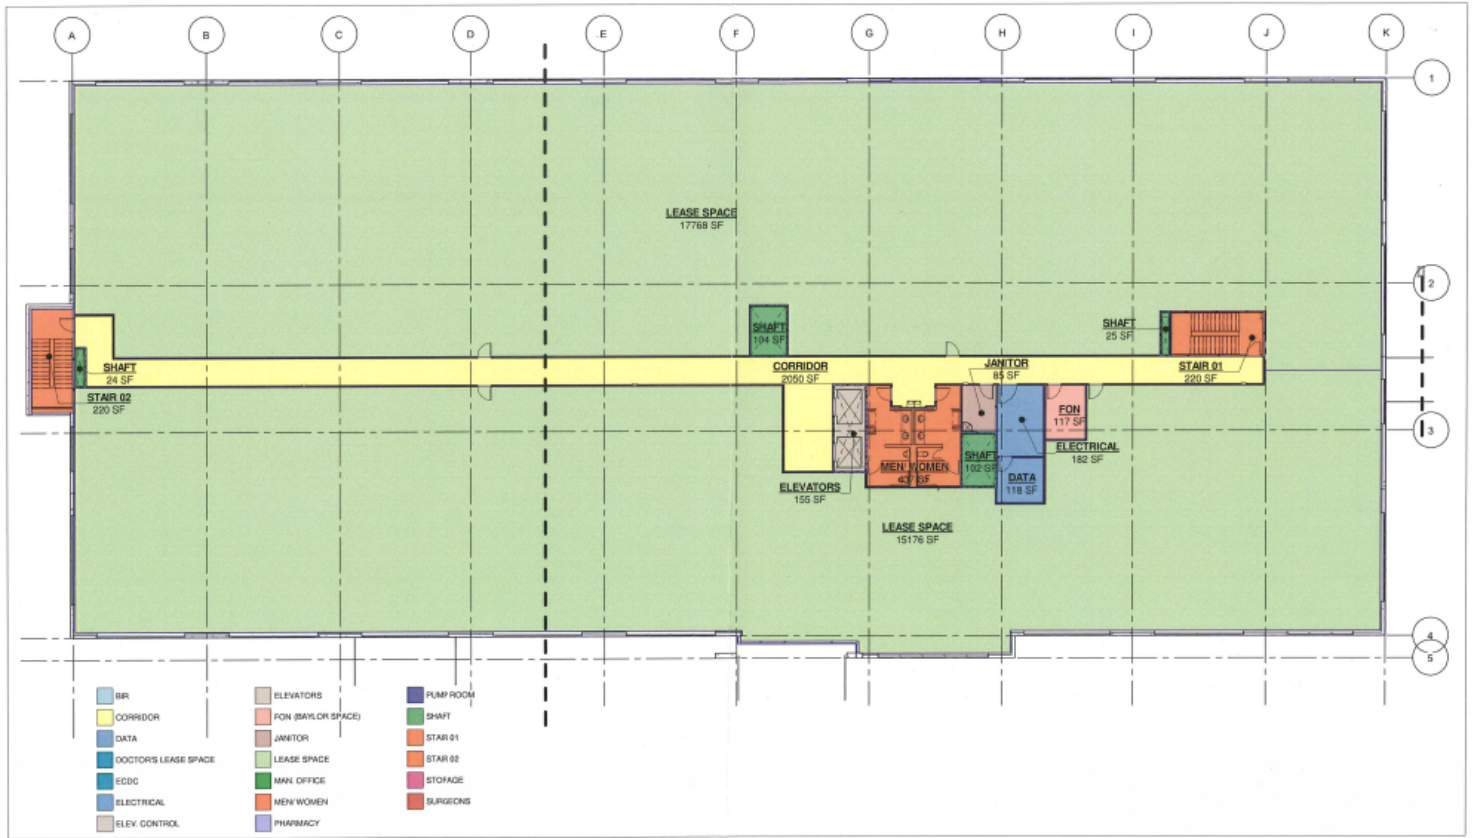 A
B
C
D
E
F
G
H
I
J
K
1
LEASE SPACE
17768 SF
2
SHAFT
104 SF
SHAFT
25 SF
SHAFT
24 SF
CORRIDOR
2050 SF
JANITOR
85 SF
STAIR 01
220 SF
STAIR 02
220 SF
FON
117 SF
3
ELECTRICAL
182 SF
MEN/ WOMEN
437 SF
SHAFT
102 SF
DATA
118 SF
ELEVATORS
155 SF
LEASE SPACE
15176 SF
4
5
BIR
CORRIDOR
DATA
DOCTOR'S LEASE SPACE
ECDC
ELECTRICAL
ELEV. CONTROL
ELEVATORS
FON (BAYLOR SPACE)
JANITOR
LEASE SPACE
MAN. OFFICE
MEN/ WOMEN
PHARMACY
PUMP ROOM
SHAFT
STAIR 01
STAIR 02
STOFAGE
SURGEONS